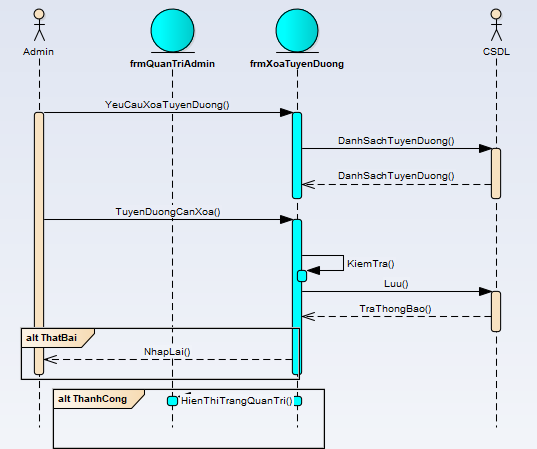 Admin
frmQuanTriAdmin
frmXoaTuyenDuong
CSDL
YeuCauXoaTuyenDuong()
DanhSachTuyenDuong()
DanhSachTuyenDuong()
TuyenDuongCanXoa()
KiemTra()
Luu()
TraThongBao()
alt ThatBai
NhapLai()
alt ThanhCong
HienThiTrangQuanTri()